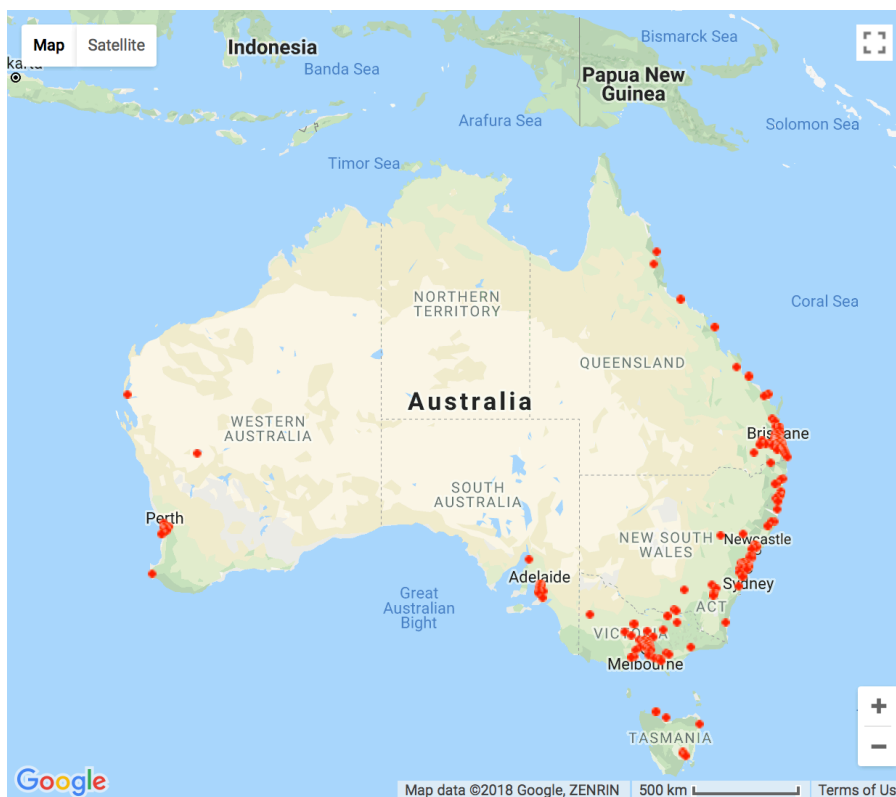 Map Satellite
Indonesia
Bismarck Sea
karta
Banda Sea
Papua New
Guinea
Arafura Sea
Solomon Sea
Timor Sea
NORTHERN
TERRITORY
Coral Sea
QUEENSLAND
Australia
WESTERN
AUSTRALIA
Brisbane
SOUTH
AUSTRALIA
Perth
NEW SOUTH
WALES
Newcastle
Adelaide
Sydney
Great
Australian
Bight
ACT
VICTORIA
Melbourne
TASMANIA
+
−
Google
Map data ©2018 Google, ZENRIN 500 km Terms of Us